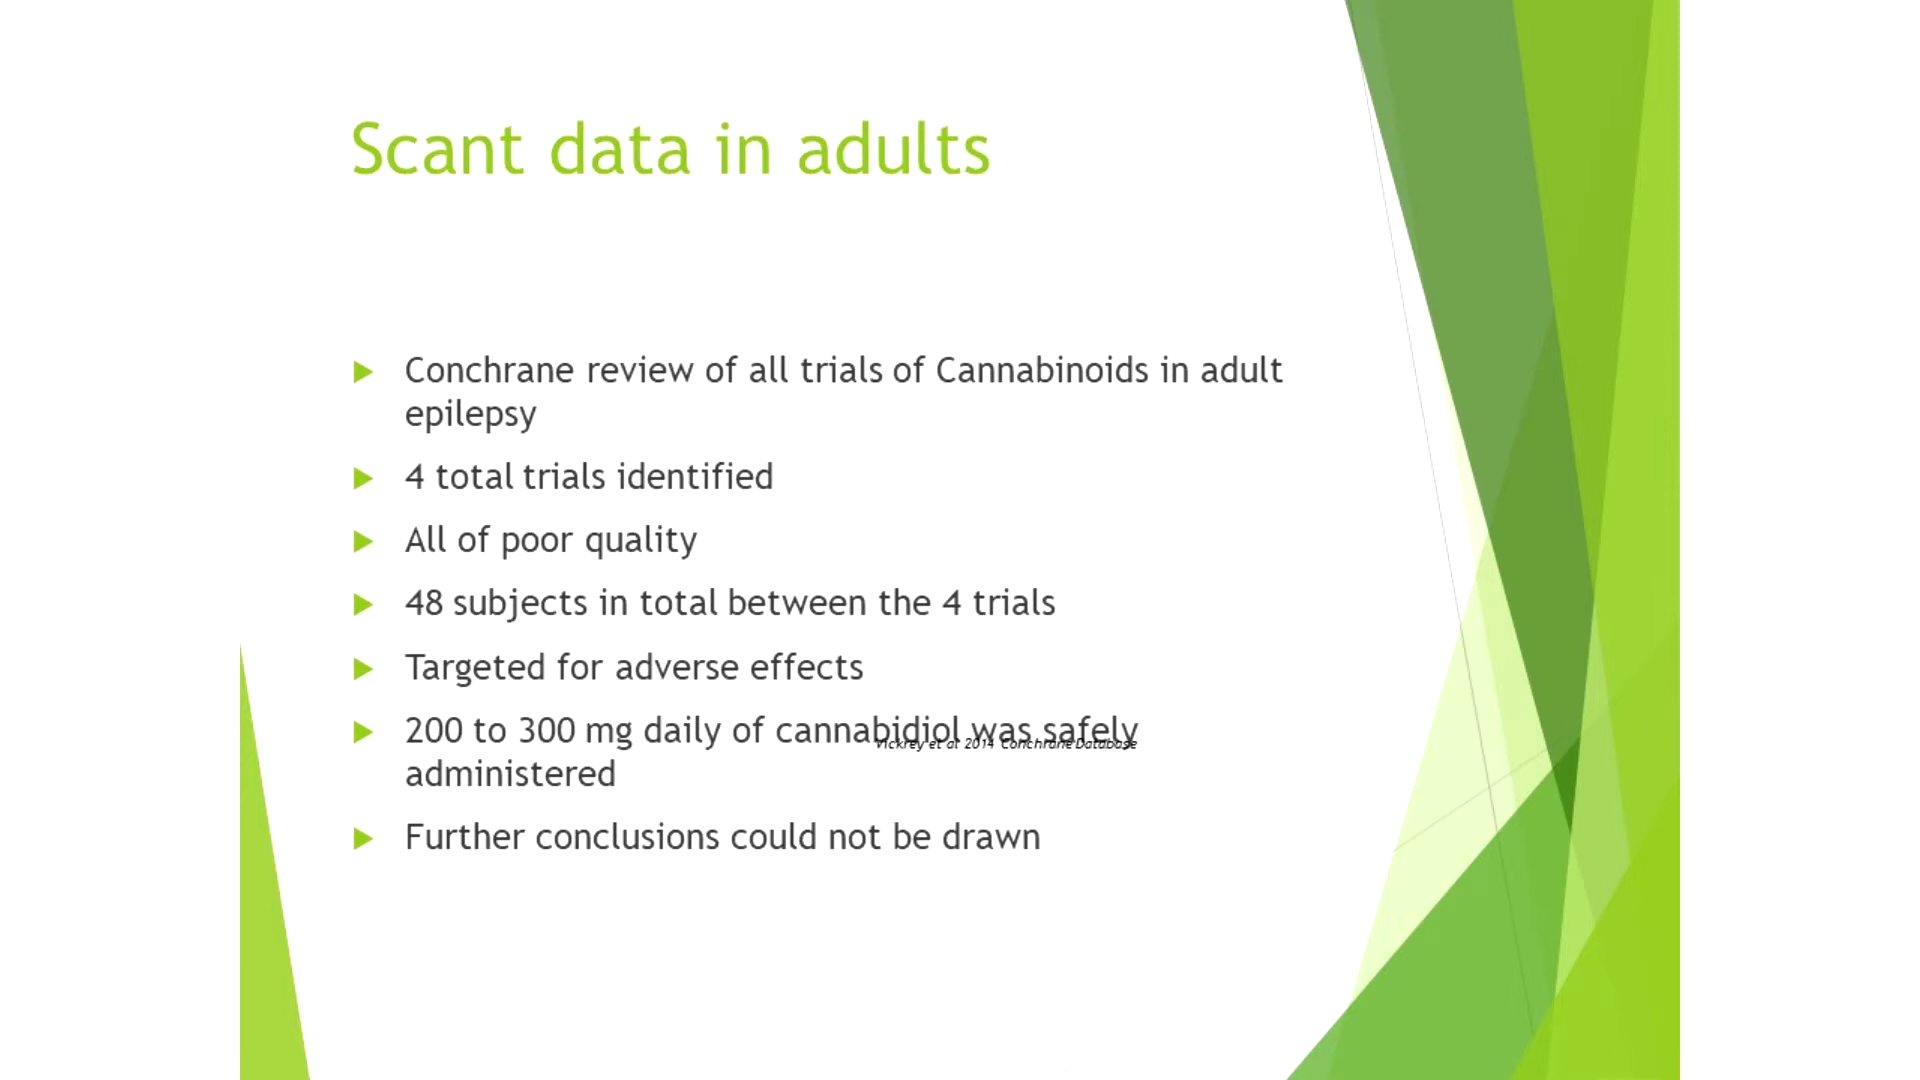 Scant data in adults
Conchrane review of all trials of Cannabinoids in adult
epilepsy
4 total trials identified
All of poor quality
48 subjects in total between the 4 trials
Targeted for adverse effects
200 to 300 mg daily of cannabidiol was safely
administered
Vickrey et al 2014 Conchrane Database
Further conclusions could not be drawn